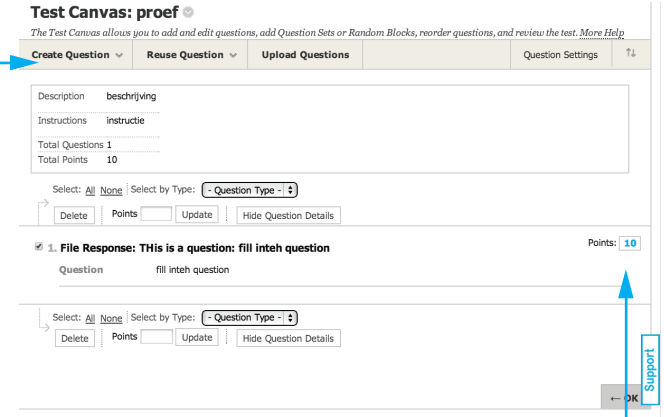 Test Canvas: proef
The Test Canvas allows you to add and edit questions, add Question Sets or Random Blocks, reorder questions, and review the test. More Help
Create Question Reuse Question Upload Questions Question Settings
Description beschrijving
Instructions instructie
Total Questions 1
Total Points 10
Select: All None Select by Type: - Question Type -
Delete Points Update Hide Question Details
1. File Response: THis is a question: fill inteh question Points: 10
Question fill inteh question
Select: All None Select by Type: - Question Type -
Delete Points Update Hide Question Details
Support
← OK